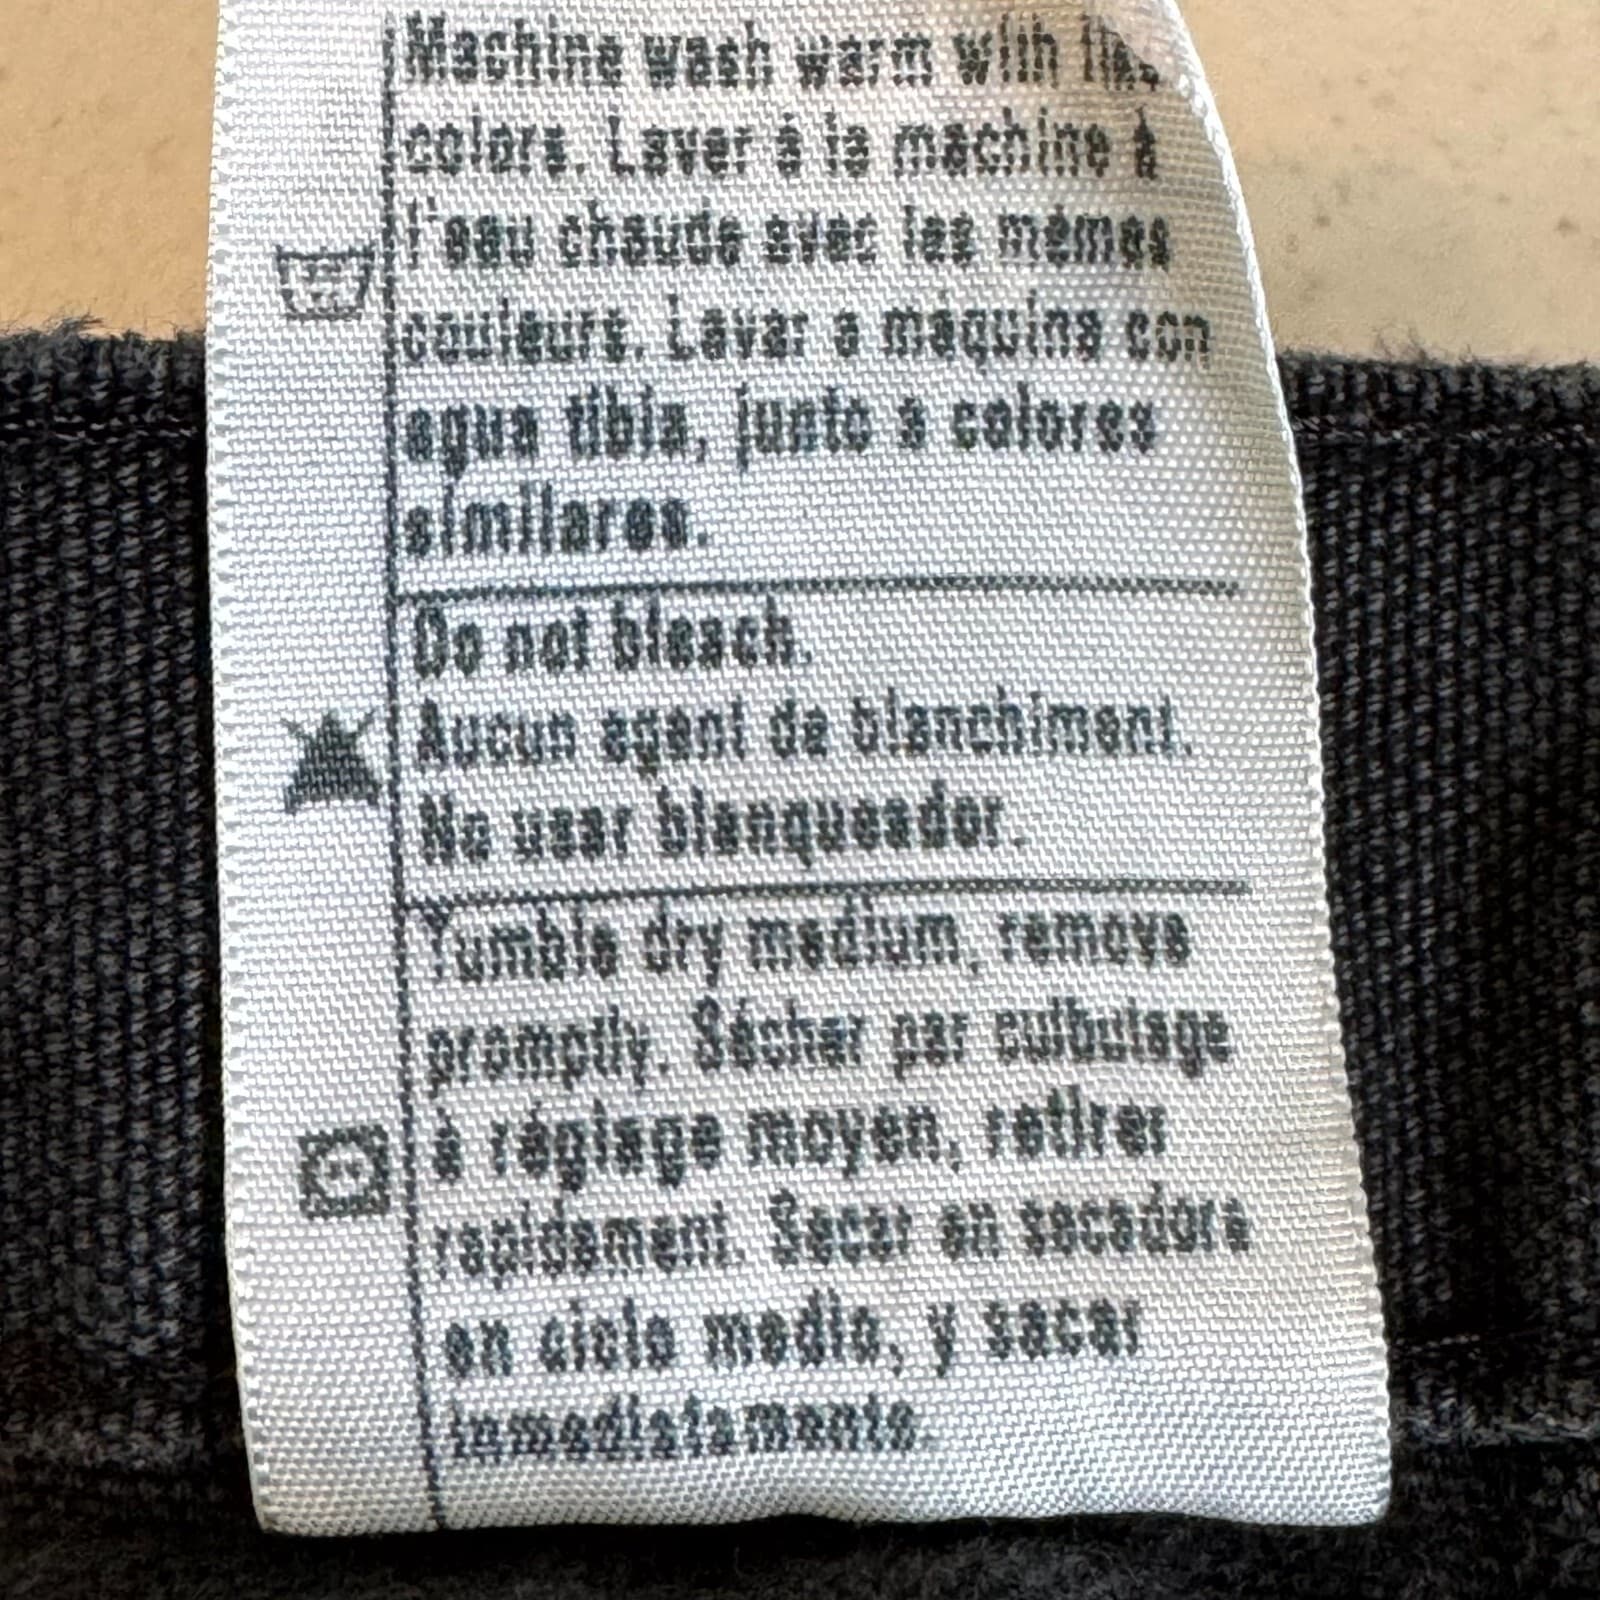 Machine wash warm with like
colors. Laver à la machine à
l'eau chaude avec les mêmes
couleurs. Lavar a máquina con
agua tibia, junto a colores
similares.
Do not bleach.
Aucun agent de blanchiment.
No usar blanqueador.
Tumble dry medium, remove
promptly. Sécher par culbutage
à réglage moyen, retirer
rapidement. Secar en secadora
en ciclo medio, y sacar
inmediatamente.